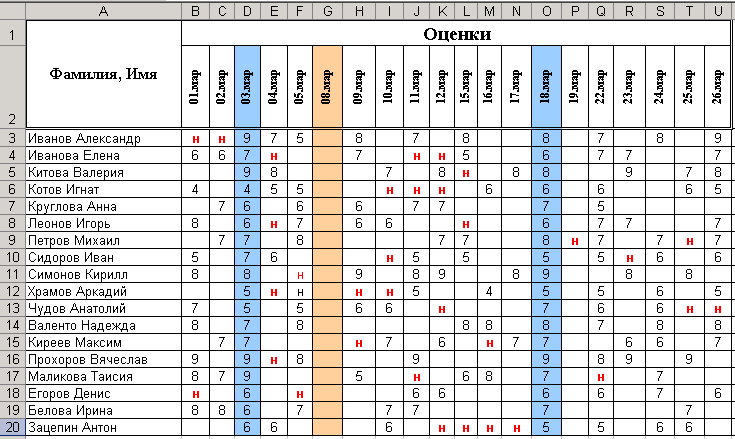 A B C D E F G H I J K L M N O P Q R S T U
1 Оценки
2 Фамилия, Имя 01.мар 02.мар 03.мар 04.мар 05.мар 08.мар 09.мар 10.мар 11.мар 12.мар 15.мар 16.мар 17.мар 18.мар 19.мар 22.мар 23.мар 24.мар 25.мар 26.мар
3 Иванов Александр н н 9 7 5 8 7 8 8 7 8 9
4 Иванова Елена 6 6 7 н 7 н н 5 6 7 7 7
5 Китова Валерия 9 8 7 8 н 8 8 9 7 8
6 Котов Игнат 4 4 5 5 н н н 6 6 6 6 5
7 Круглова Анна 7 6 6 6 7 7 7 5
8 Леонов Игорь 8 6 н 7 6 6 н 6 7 7 7
9 Петров Михаил 7 7 8 7 7 8 н 7 7 н 7
10 Сидоров Иван 5 7 6 н 5 5 5 5 н 6 6
11 Симонов Кирилл 8 8 н 9 8 9 8 9 8 8
12 Храмов Аркадий 5 н н н н 5 4 5 5 6 5
13 Чудов Анатолий 7 5 5 6 6 н 7 6 6 н н
14 Валенто Надежда 8 7 8 8 8 8 7 8 8
15 Киреев Максим 7 7 н 7 6 н 7 7 6 6 7
16 Прохоров Вячеслав 9 9 н 8 9 9 8 9 9
17 Маликова Таисия 8 7 9 5 н 6 8 7 н 7
18 Егоров Денис н 6 н 6 6 6 6 7 6
19 Белова Ирина 8 8 6 7 7 7 7 7
20 Зацепин Антон 6 6 6 н н н н 5 5 6 6